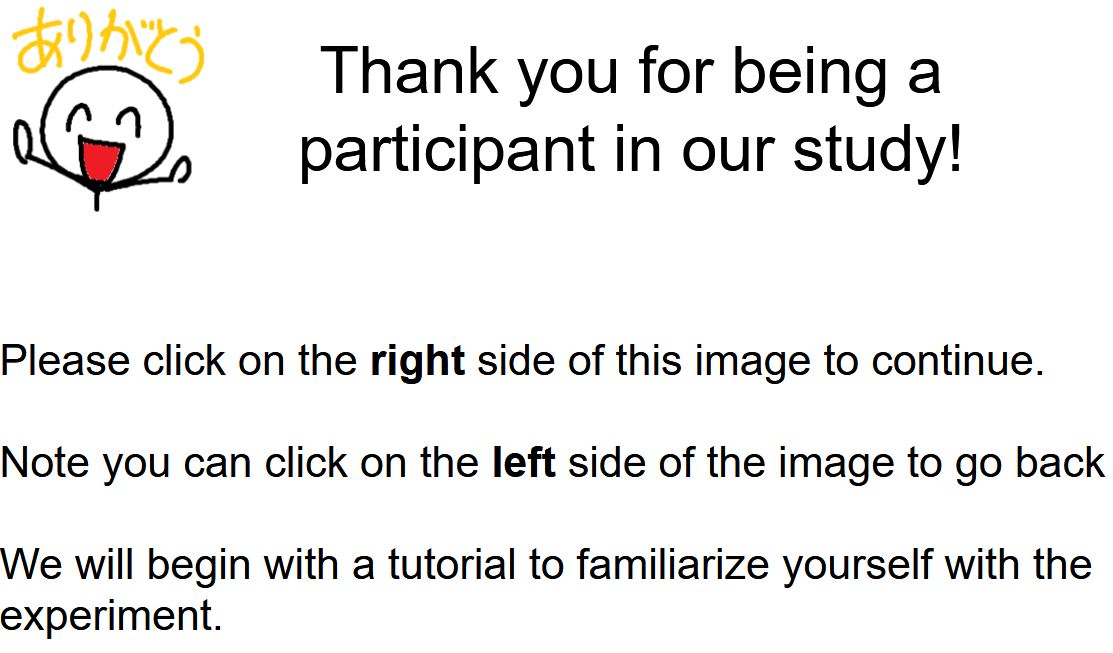 ありがとう
Thank you for being a
participant in our study!
Please click on the right side of this image to continue.
Note you can click on the left side of the image to go back
We will begin with a tutorial to familiarize yourself with the
experiment.